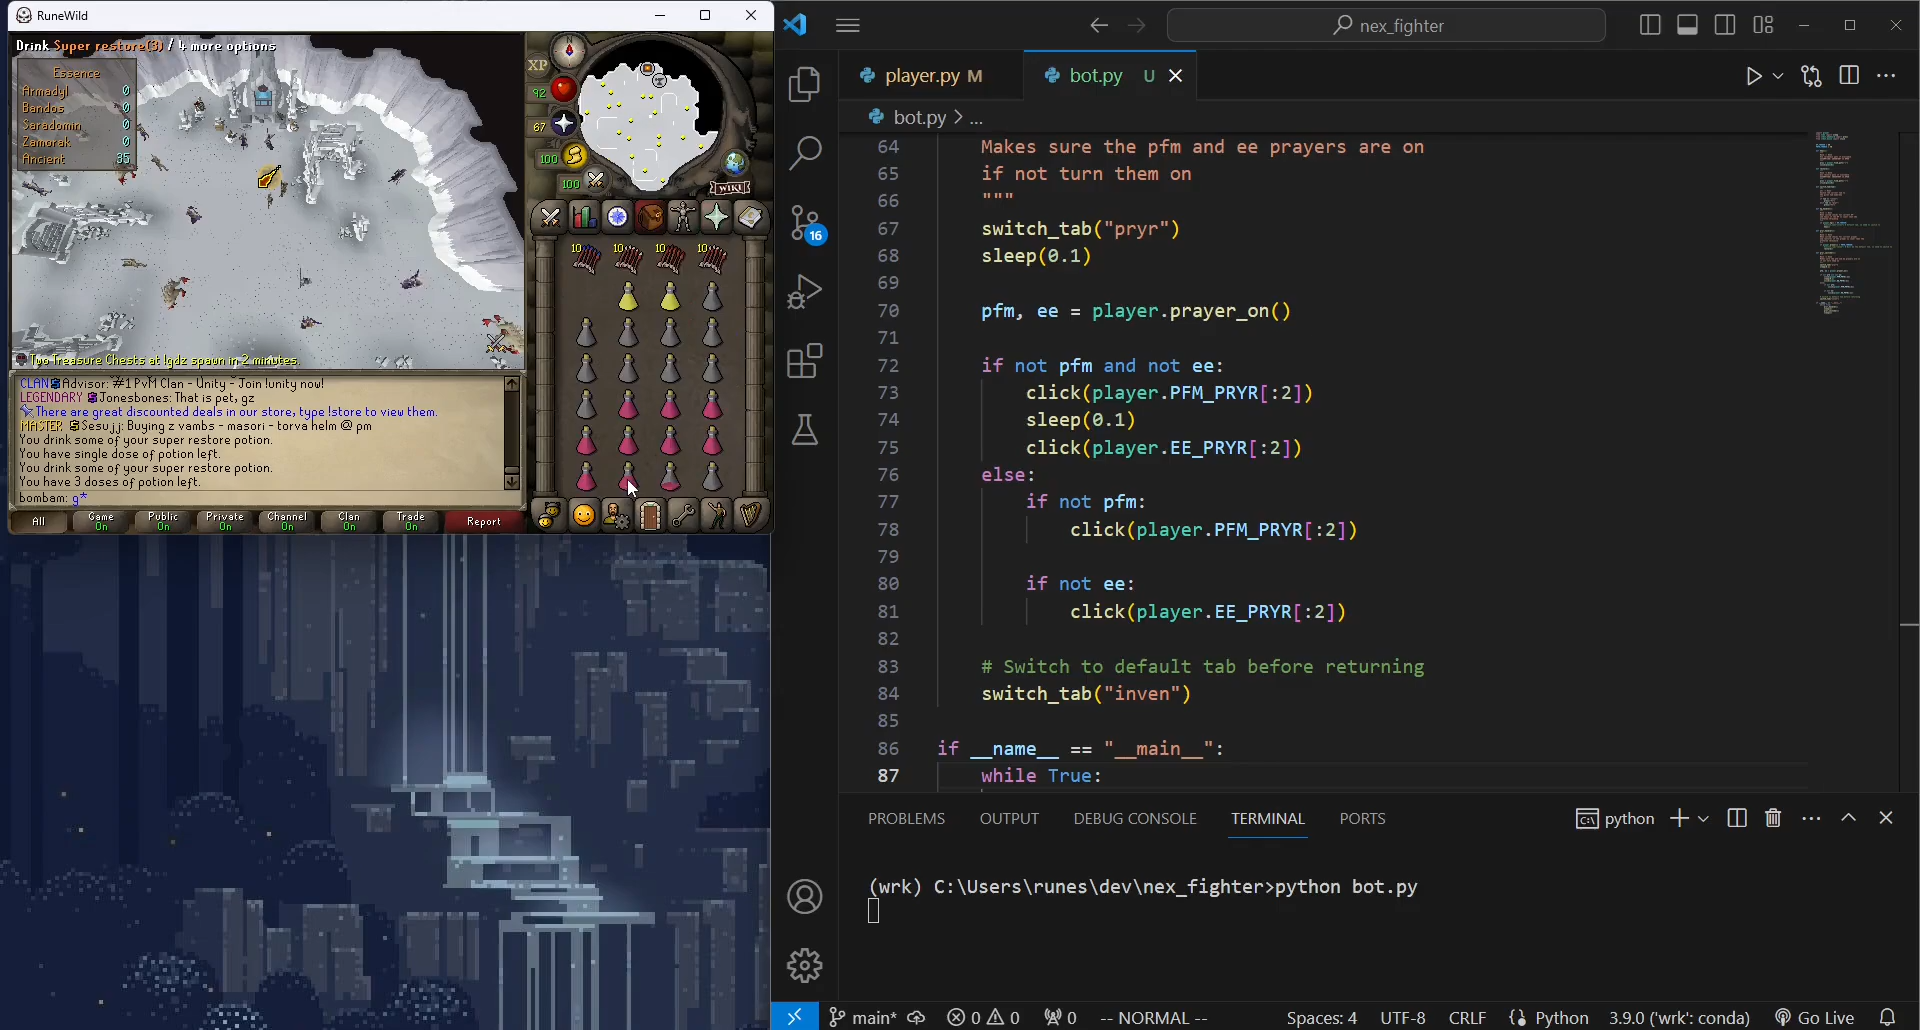 RuneWild
Drink Super restore(3) / 4 more options
Essence
Armadyl 0
Bandos 0
Saradomin 0
Zamorak 0
Ancient 35
XP
N
92
67
100
100
WIKI
10 10 10 10
Two Treasure Chests at !gdz spawn in 2 minutes.
CLAN Advisor: #1 PvM Clan - Unity - Join !unity now!
LEGENDARY Jonesbones: That is pet, gz
There are great discounted deals in our store, type !store to view them.
MASTER Sesujj: Buying z vambs - masori - torva helm @ pm
You drink some of your super restore potion.
You have single dose of potion left.
You drink some of your super restore potion.
You have 3 doses of potion left.
bombam: g*
All
Game On
Public On
Private On
Channel On
Clan On
Trade On
Report
nex_fighter
player.py M
bot.py U
bot.py > ...
16
64 Makes sure the pfm and ee prayers are on
65 if not turn them on
66 """
67 switch_tab("pryr")
68 sleep(0.1)
69
70 pfm, ee = player.prayer_on()
71
72 if not pfm and not ee:
73 click(player.PFM_PRYR[:2])
74 sleep(0.1)
75 click(player.EE_PRYR[:2])
76 else:
77 if not pfm:
78 click(player.PFM_PRYR[:2])
79
80 if not ee:
81 click(player.EE_PRYR[:2])
82
83 # Switch to default tab before returning
84 switch_tab("inven")
85
86 if __name__ == "__main__":
87 while True:
PROBLEMS OUTPUT DEBUG CONSOLE TERMINAL PORTS
python
(wrk) C:\Users\runes\dev\nex_fighter>python bot.py
main* 0 0 0 -- NORMAL -- Spaces: 4 UTF-8 CRLF Python 3.9.0 ('wrk': conda) Go Live